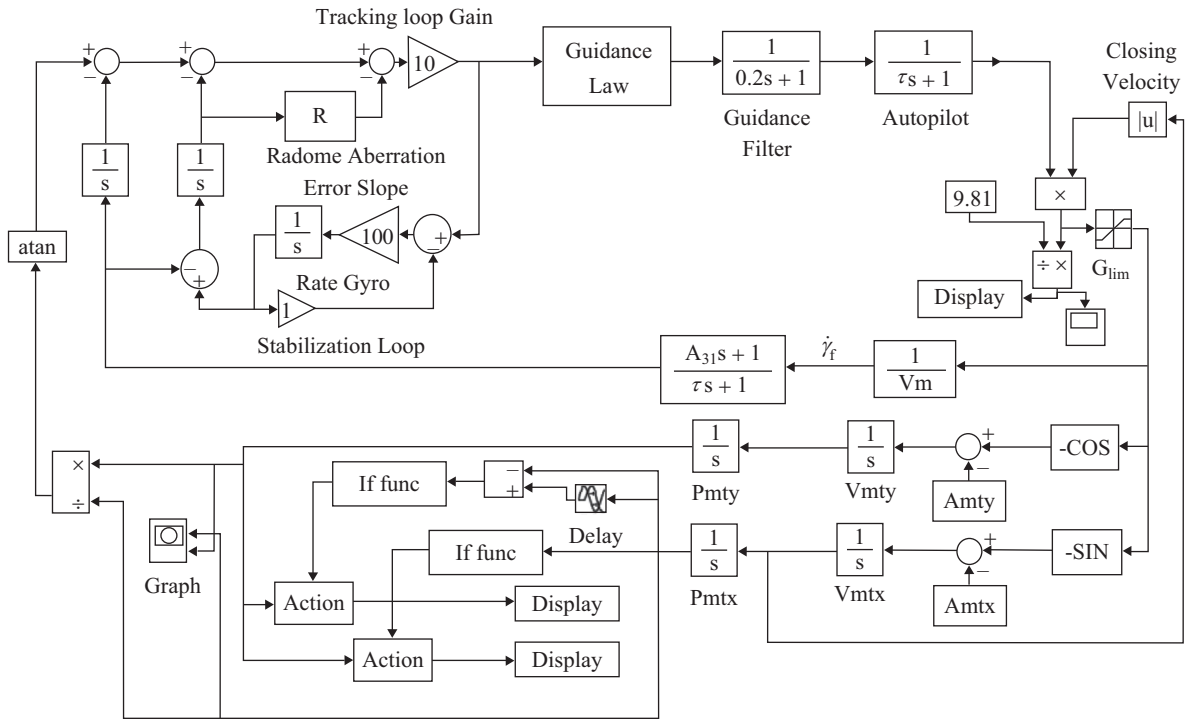 Tracking loop Gain
+
−
+
−
+
−
10
Guidance
Law
1
0.2s + 1
Guidance
Filter
1
τs + 1
Autopilot
Closing
Velocity
|u|
R
Radome Aberration
1
s
1
s
Error Slope
1
s
100
−
+
9.81
×
÷ ×
G_lim
Display
atan
−
+
Rate Gyro
1
Stabilization Loop
A₃₁s + 1
τs + 1
γ̇_f
1
Vm
×
÷
If func
−
+
Delay
1
s
Pmty
1
s
Vmty
+
−
-COS
Amty
Graph
If func
1
s
Pmtx
1
s
Vmtx
+
−
-SIN
Amtx
Action
Display
Action
Display